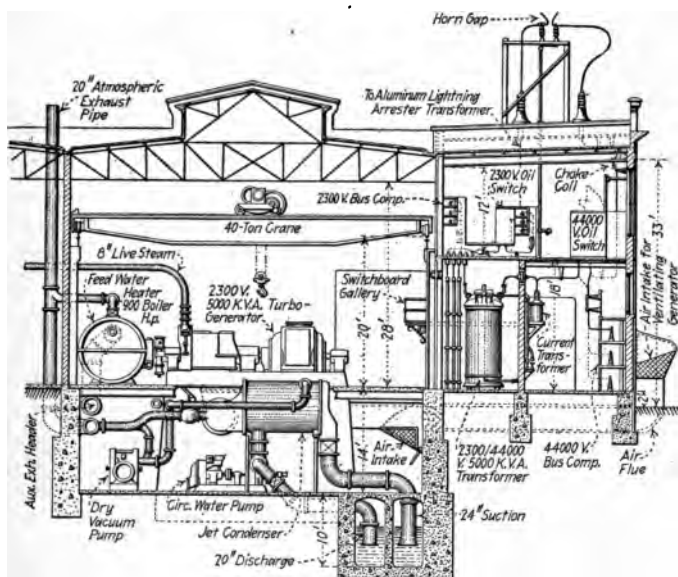 Horn Gap
20" Atmospheric
Exhaust
Pipe
To Aluminum Lightning
Arrester Transformer.
2300 V. Oil
Switch
Choke
Coil
2300 V. Bus Comp.
12'
44000
V. Oil
Switch
33'
40-Ton Crane
8" Live Steam
Feed Water
Heater
900 Boiler
H.p.
2300 V.
5000 K.V.A. Turbo-
Generator
Switchboard
Gallery
20'
28'
18'
Current Trans-
former
Air Intake for
Ventilating
Generator
2'
Aux. Exh. Header
14'
Air
Intake
2300/44000
V. 5000 K.V.A.
Transformer
44000 V.
Bus Comp.
Air
Flue
Dry
Vacuum
Pump
Circ. Water Pump
Jet Condenser
10'
24" Suction
20" Discharge